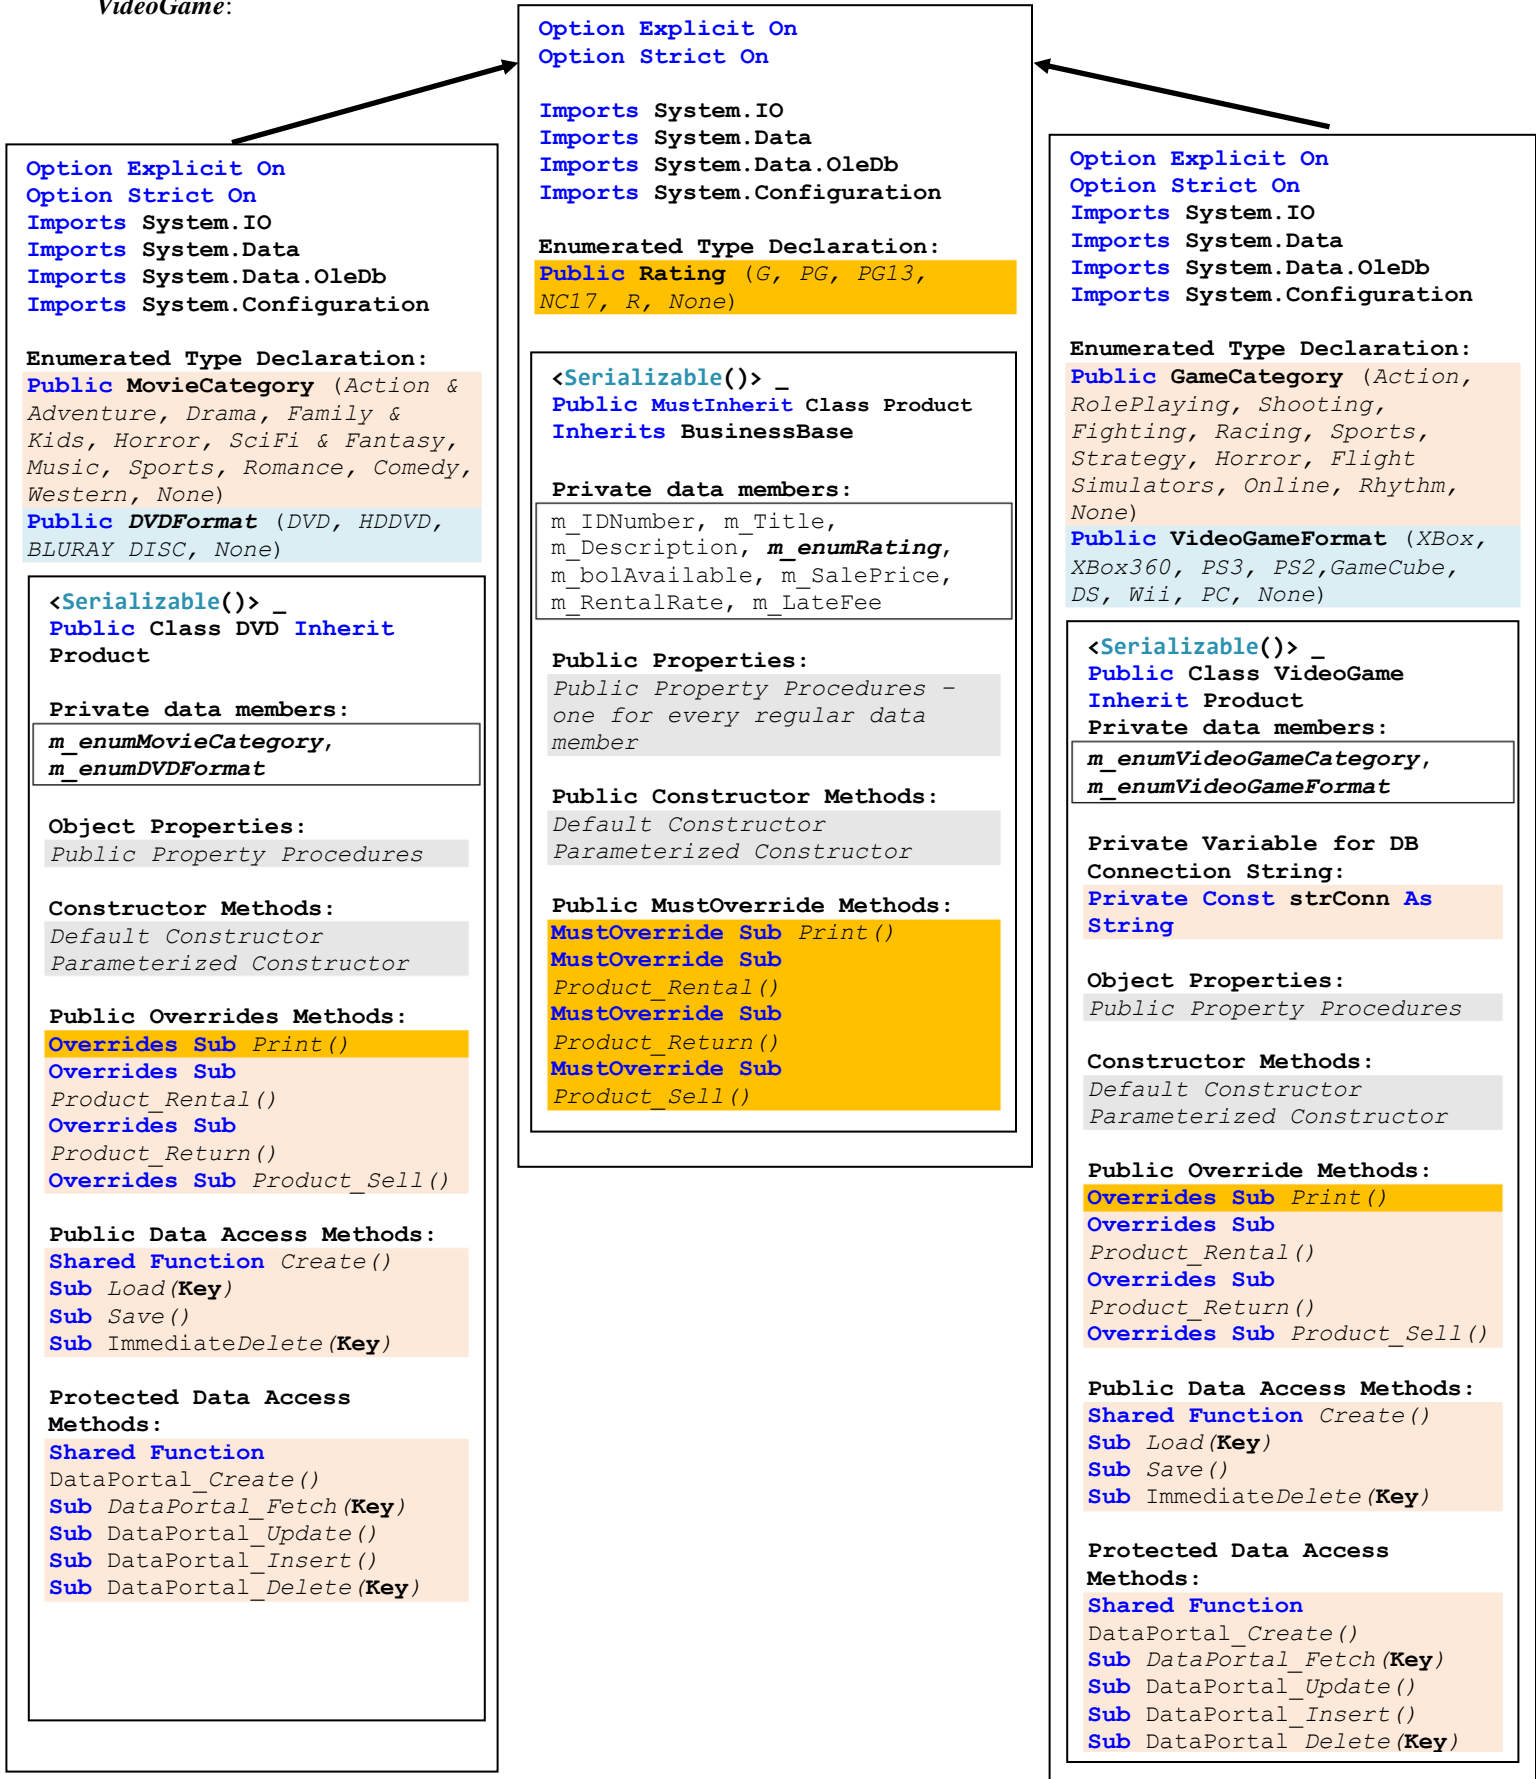 VideoGame:
Option Explicit On
Option Strict On
Imports System.IO
Imports System.Data
Imports System.Data.OleDb
Imports System.Configuration
Enumerated Type Declaration:
Public MovieCategory (Action &
Adventure, Drama, Family &
Kids, Horror, SciFi & Fantasy,
Music, Sports, Romance, Comedy,
Western, None)
Public DVDFormat (DVD, HDDVD,
BLURAY DISC, None)
<Serializable()> _
Public Class DVD Inherit
Product
Private data members:
m_enumMovieCategory,
m_enumDVDFormat
Object Properties:
Public Property Procedures
Constructor Methods:
Default Constructor
Parameterized Constructor
Public Overrides Methods:
Overrides Sub Print()
Overrides Sub
Product_Rental()
Overrides Sub
Product_Return()
Overrides Sub Product_Sell()
Public Data Access Methods:
Shared Function Create()
Sub Load(Key)
Sub Save()
Sub ImmediateDelete(Key)
Protected Data Access
Methods:
Shared Function
DataPortal_Create()
Sub DataPortal_Fetch(Key)
Sub DataPortal_Update()
Sub DataPortal_Insert()
Sub DataPortal_Delete(Key)
Option Explicit On
Option Strict On
Imports System.IO
Imports System.Data
Imports System.Data.OleDb
Imports System.Configuration
Enumerated Type Declaration:
Public Rating (G, PG, PG13,
NC17, R, None)
<Serializable()> _
Public MustInherit Class Product
Inherits BusinessBase
Private data members:
m_IDNumber, m_Title,
m_Description, m_enumRating,
m_bolAvailable, m_SalePrice,
m_RentalRate, m_LateFee
Public Properties:
Public Property Procedures –
one for every regular data
member
Public Constructor Methods:
Default Constructor
Parameterized Constructor
Public MustOverride Methods:
MustOverride Sub Print()
MustOverride Sub
Product_Rental()
MustOverride Sub
Product_Return()
MustOverride Sub
Product_Sell()
Option Explicit On
Option Strict On
Imports System.IO
Imports System.Data
Imports System.Data.OleDb
Imports System.Configuration
Enumerated Type Declaration:
Public GameCategory (Action,
RolePlaying, Shooting,
Fighting, Racing, Sports,
Strategy, Horror, Flight
Simulators, Online, Rhythm,
None)
Public VideoGameFormat (XBox,
XBox360, PS3, PS2,GameCube,
DS, Wii, PC, None)
<Serializable()> _
Public Class VideoGame
Inherit Product
Private data members:
m_enumVideoGameCategory,
m_enumVideoGameFormat
Private Variable for DB
Connection String:
Private Const strConn As
String
Object Properties:
Public Property Procedures
Constructor Methods:
Default Constructor
Parameterized Constructor
Public Override Methods:
Overrides Sub Print()
Overrides Sub
Product_Rental()
Overrides Sub
Product_Return()
Overrides Sub Product_Sell()
Public Data Access Methods:
Shared Function Create()
Sub Load(Key)
Sub Save()
Sub ImmediateDelete(Key)
Protected Data Access
Methods:
Shared Function
DataPortal_Create()
Sub DataPortal_Fetch(Key)
Sub DataPortal_Update()
Sub DataPortal_Insert()
Sub DataPortal Delete(Key)